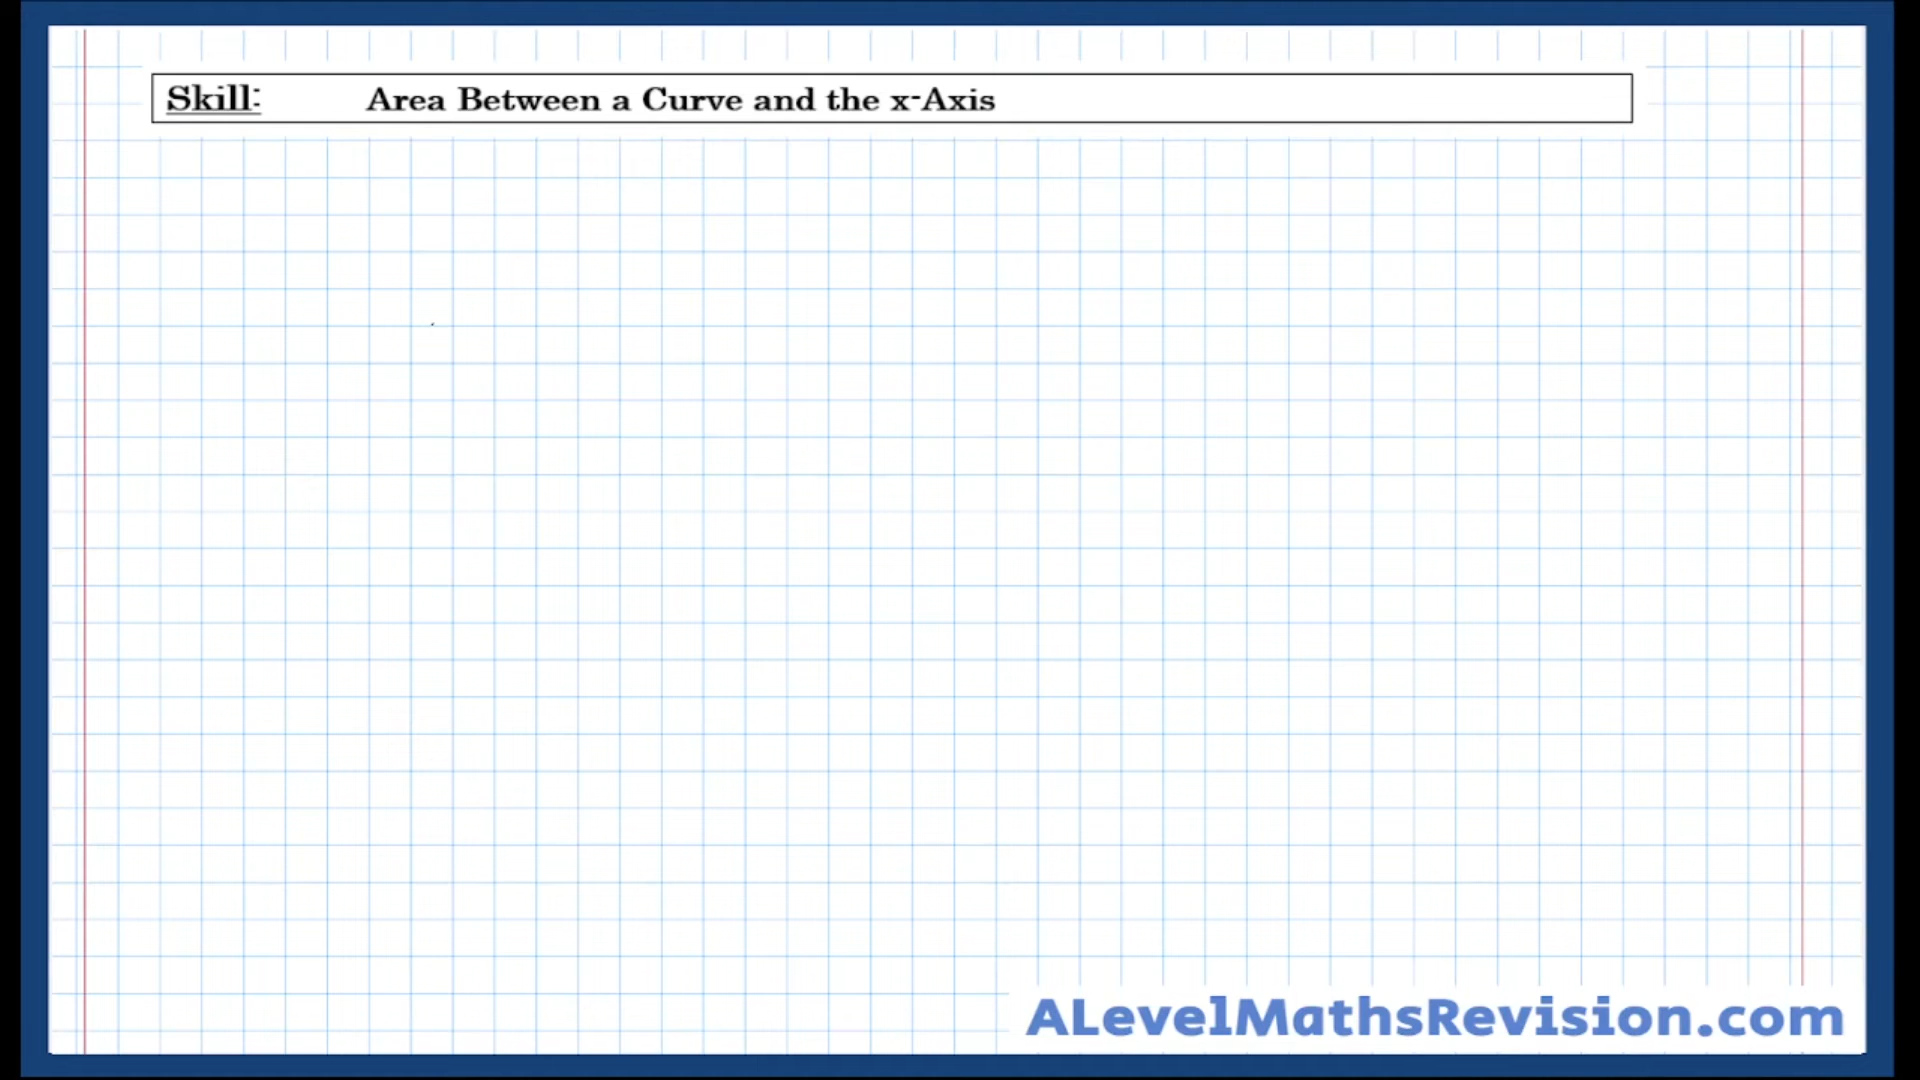 Skill: Area Between a Curve and the x-Axis
ALevelMathsRevision.com